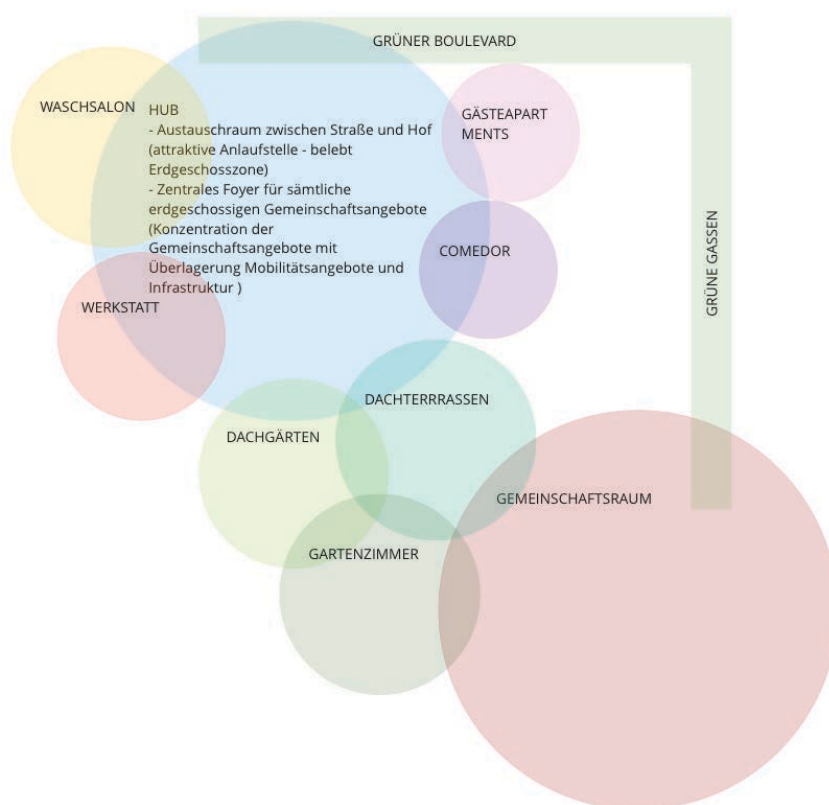 GRÜNER BOULEVARD
WASCHSALON
HUB
- Austauschraum zwischen Straße und Hof
(attraktive Anlaufstelle - belebt
Erdgeschosszone)
- Zentrales Foyer für sämtliche
erdgeschossigen Gemeinschaftsangebote
(Konzentration der
Gemeinschaftsangebote mit
Überlagerung Mobilitätsangebote und
Infrastruktur )
GÄSTEAPART
MENTS
COMEDOR
GRÜNE GASSEN
WERKSTATT
DACHTERRRASSEN
DACHGÄRTEN
GEMEINSCHAFTSRAUM
GARTENZIMMER